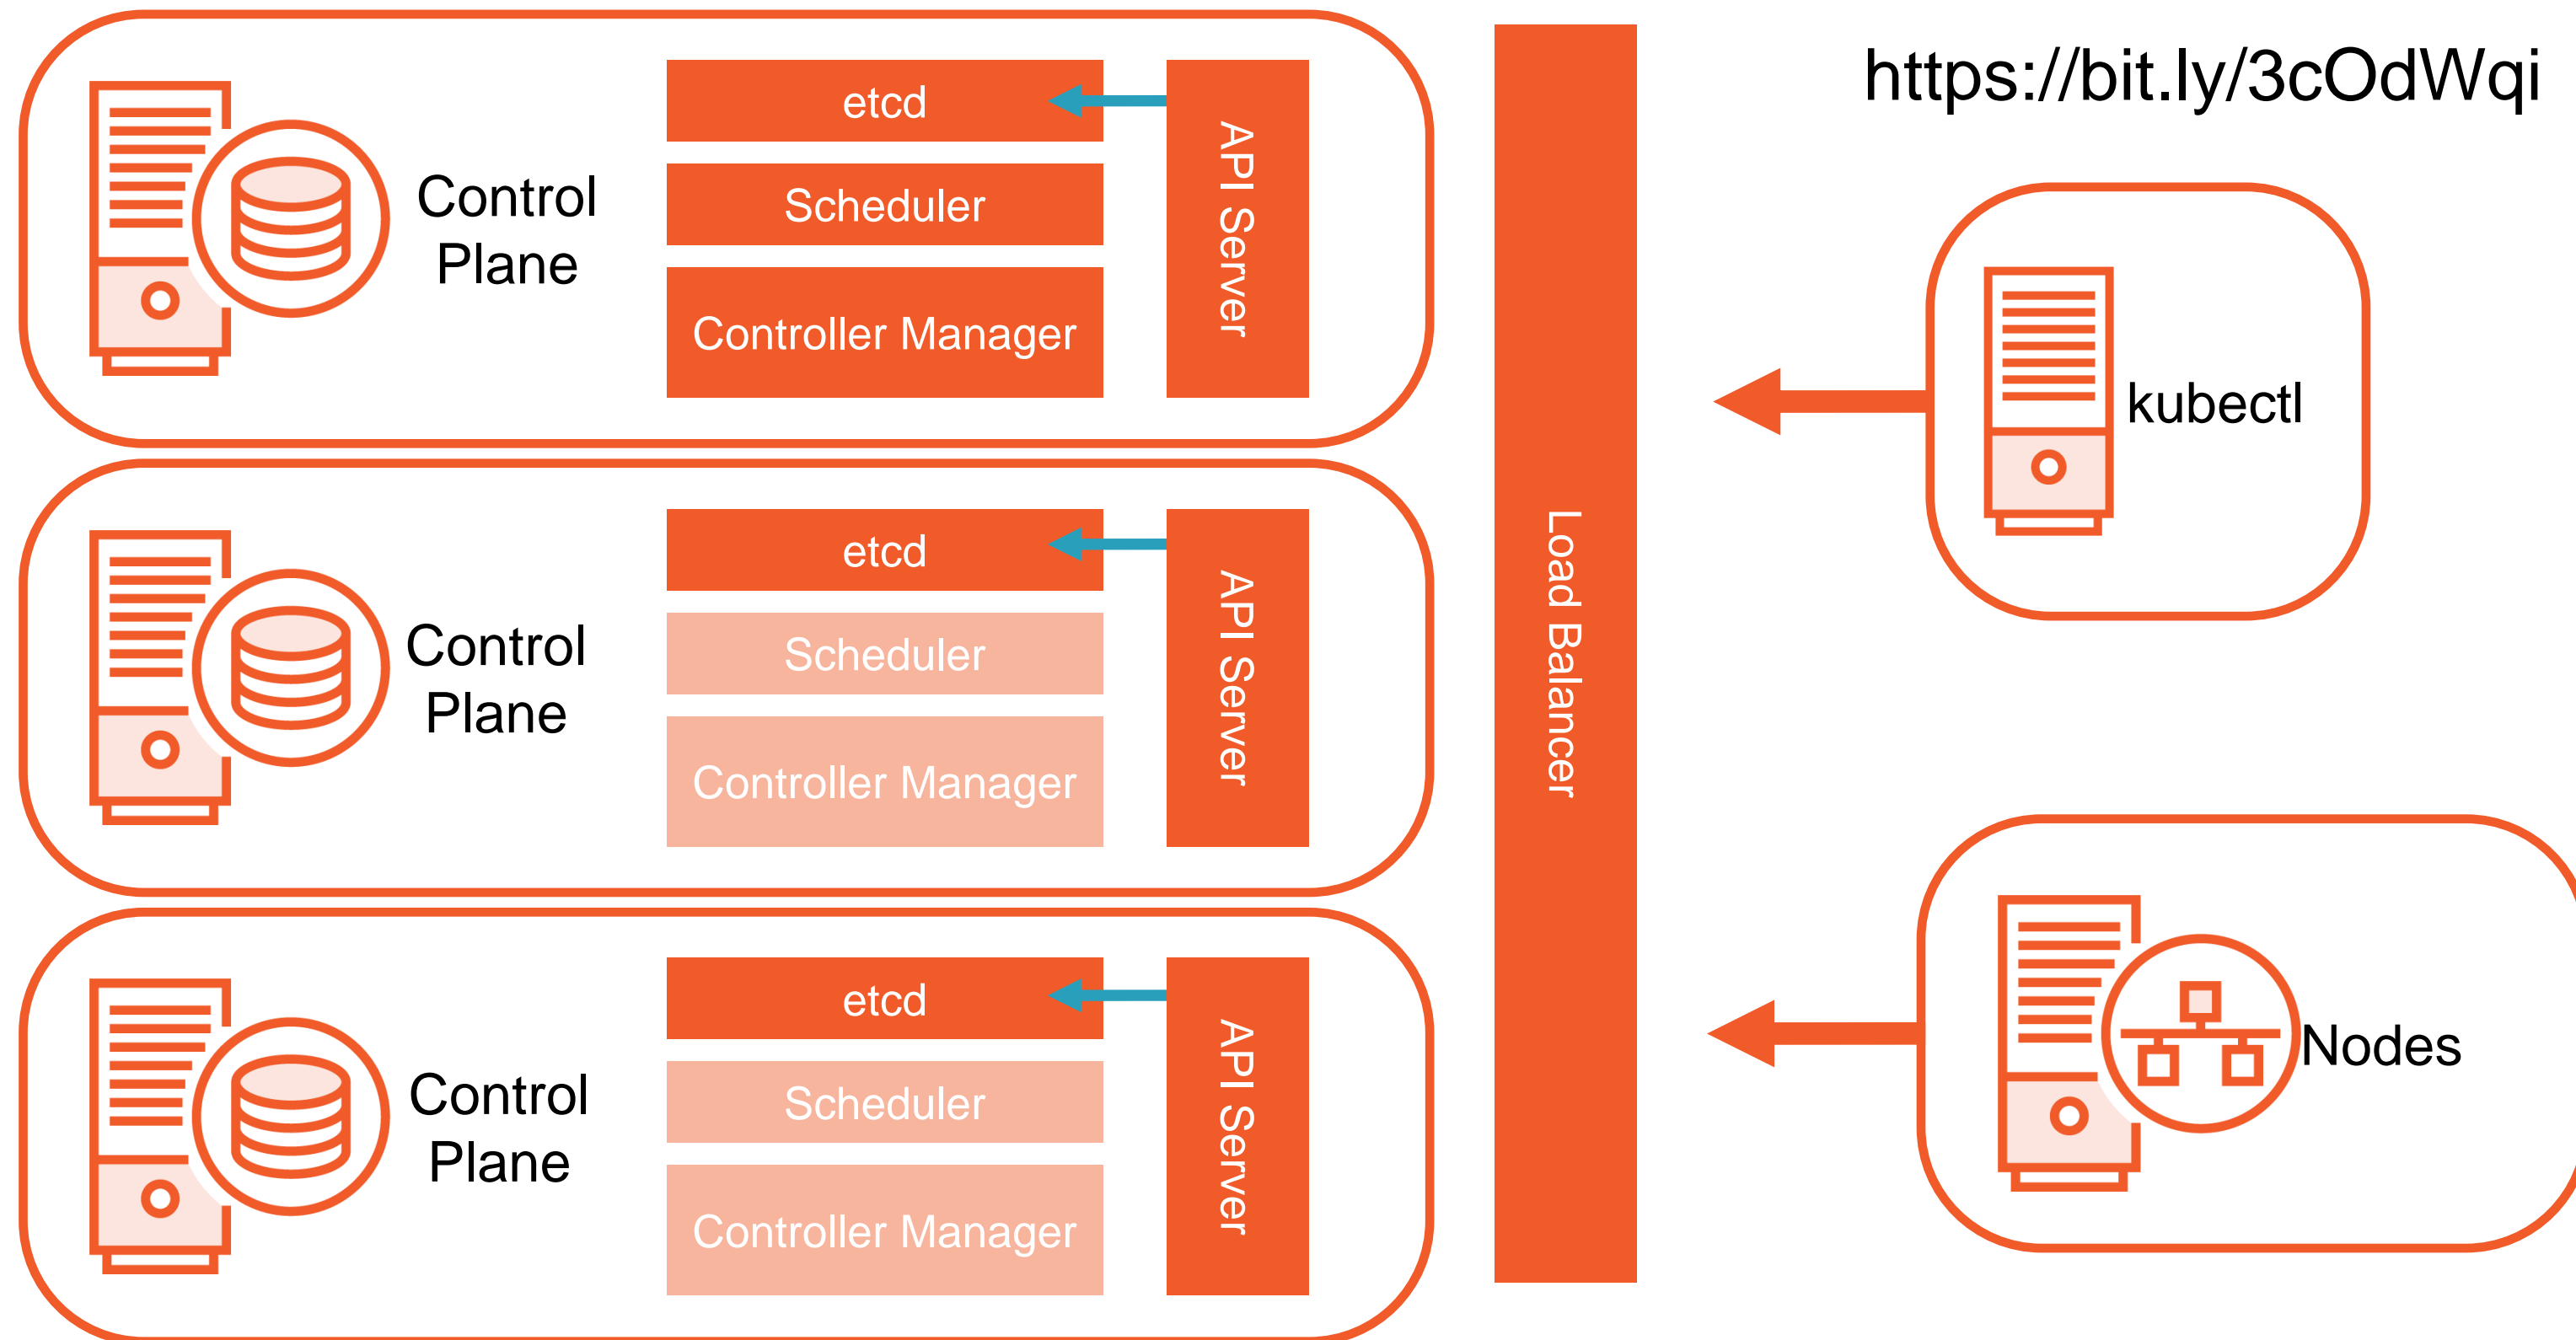 Control
Plane
etcd
Scheduler
Controller Manager
API Server
Control
Plane
etcd
Scheduler
Controller Manager
API Server
Control
Plane
etcd
Scheduler
Controller Manager
API Server
Load Balancer
https://bit.ly/3cOdWqi
kubectl
Nodes